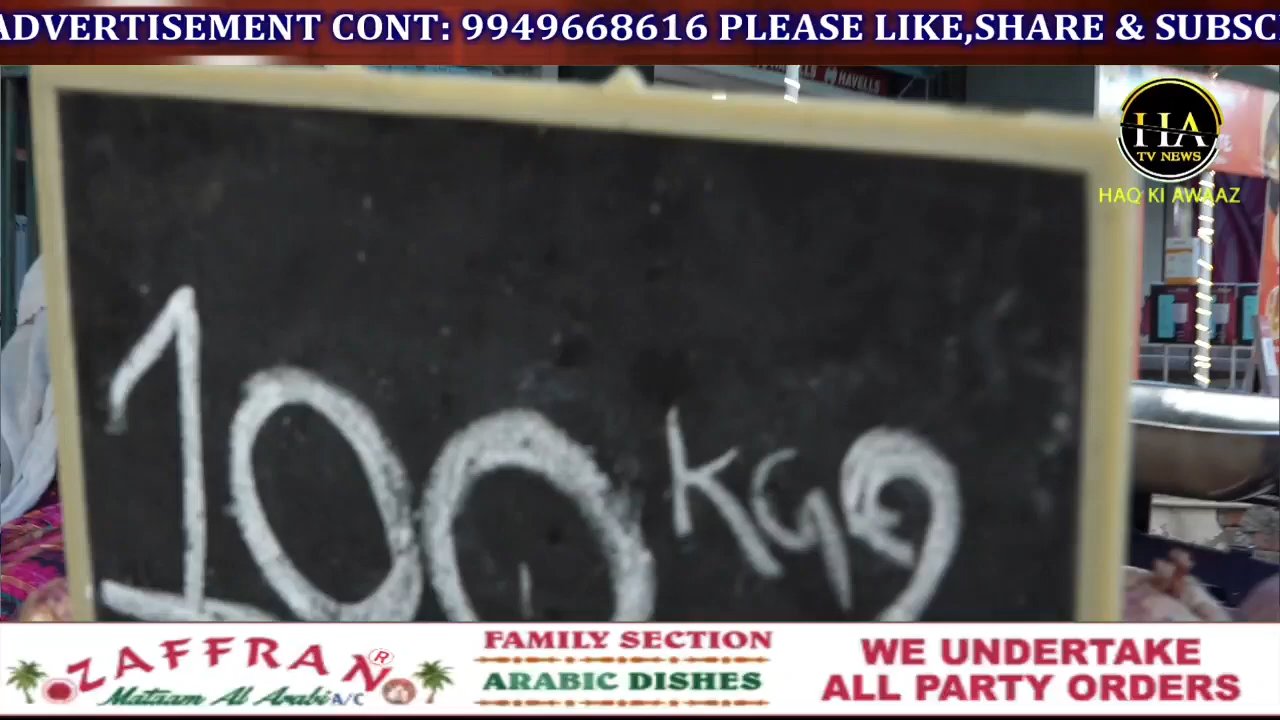 ADVERTISEMENT CONT: 9949668616 PLEASE LIKE,SHARE & SUBSC
HAVELLS
HA
TV NEWS
HAQ KI AWAAZ
100 KG
ZAFFRAN®
Mataam Al Arabi A/C
FAMILY SECTION
ARABIC DISHES
WE UNDERTAKE
ALL PARTY ORDERS